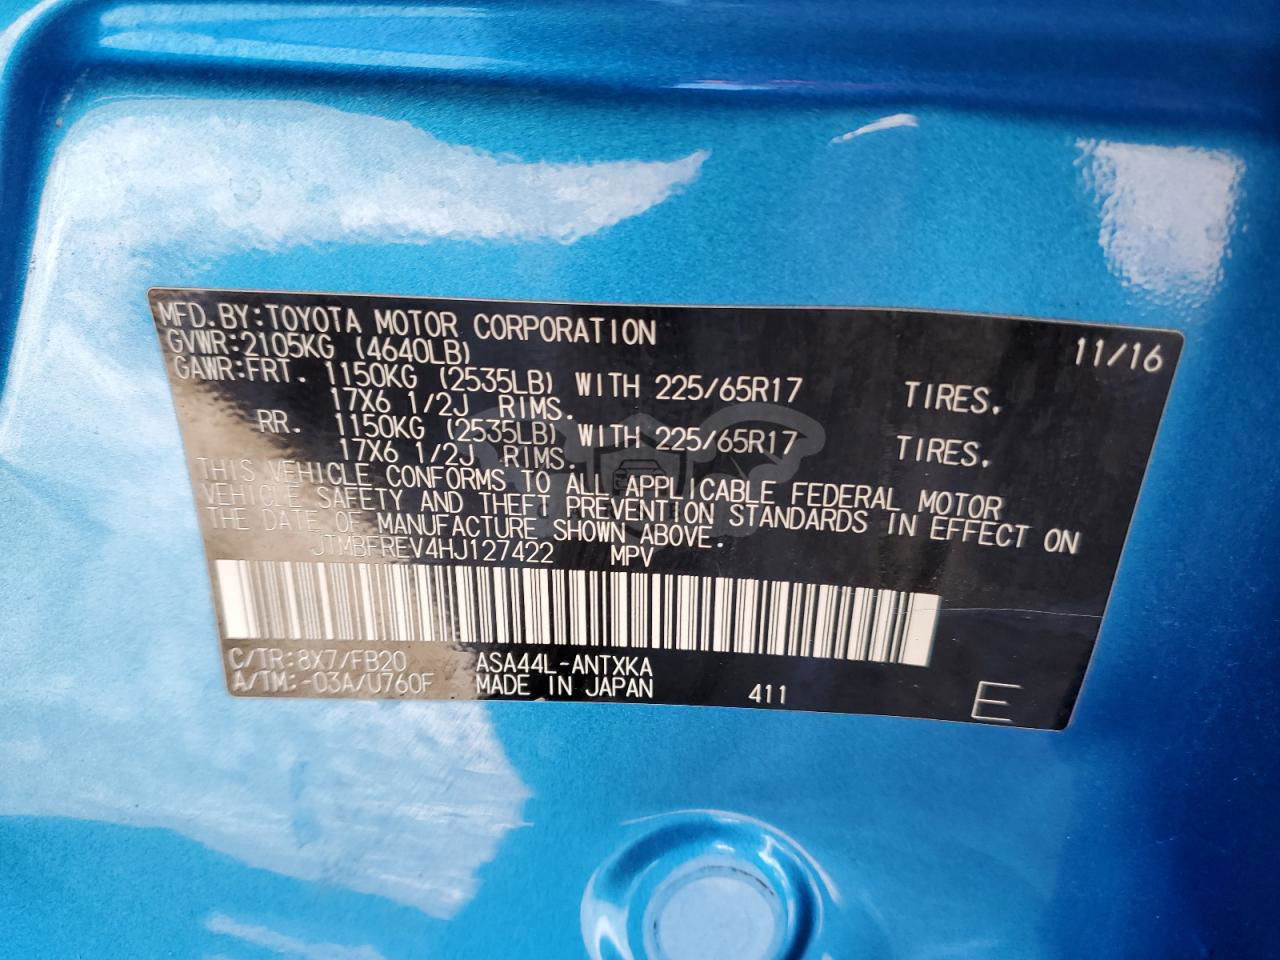 MFD.BY:TOYOTA MOTOR CORPORATION 11/16
GVWR:2105KG (4640LB)
GAWR:FRT. 1150KG (2535LB) WITH 225/65R17 TIRES,
17X6 1/2J RIMS.
RR. 1150KG (2535LB) WITH 225/65R17 TIRES,
17X6 1/2J RIMS.
THIS VEHICLE CONFORMS TO ALL APPLICABLE FEDERAL MOTOR
VEHICLE SAFETY AND THEFT PREVENTION STANDARDS IN EFFECT ON
THE DATE OF MANUFACTURE SHOWN ABOVE.
JTMBFREV4HJ127422 MPV
C/TR:8X7/FB20 ASA44L-ANTXKA
A/TM:-03A/U760F MADE IN JAPAN 411 E